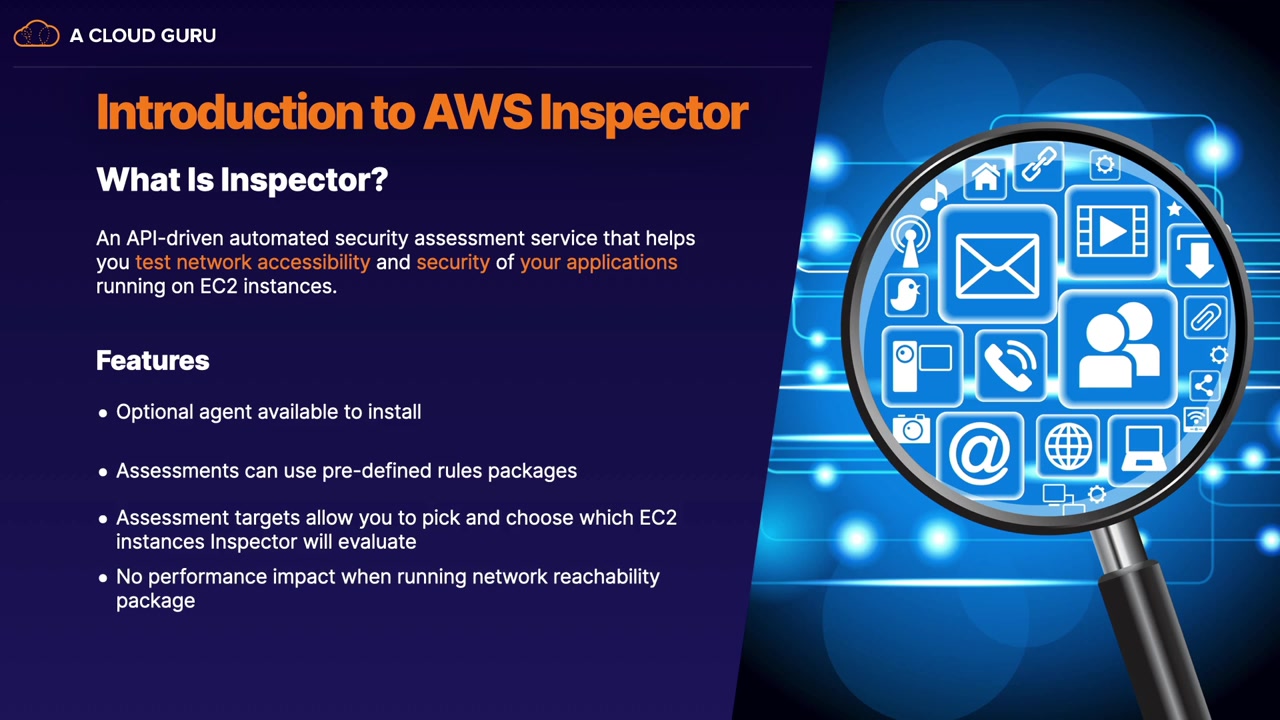 A CLOUD GURU
Introduction to AWS Inspector
What Is Inspector?
An API-driven automated security assessment service that helps
you test network accessibility and security of your applications
running on EC2 instances.
Features
• Optional agent available to install
• Assessments can use pre-defined rules packages
• Assessment targets allow you to pick and choose which EC2
instances Inspector will evaluate
• No performance impact when running network reachability
package
@